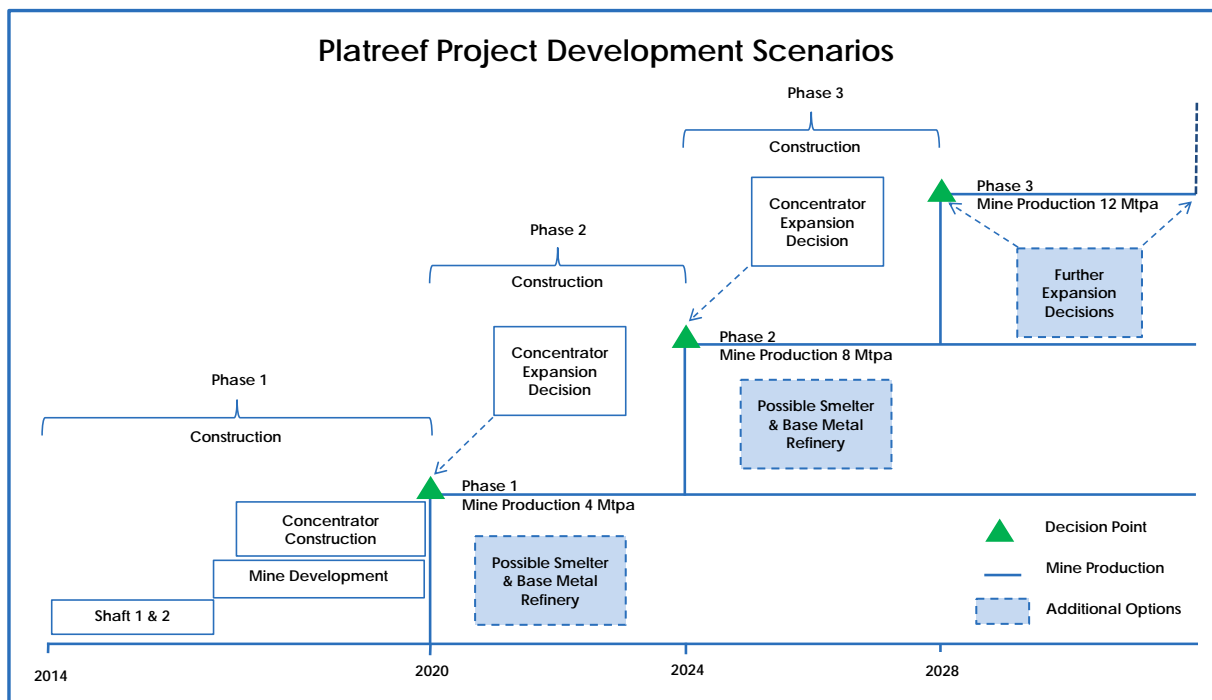 Platreef Project Development Scenarios
Phase 3
Construction
Concentrator
Expansion
Decision
Phase 3
Mine Production 12 Mtpa
Further
Expansion
Decisions
Phase 2
Construction
Concentrator
Expansion
Decision
Phase 2
Mine Production 8 Mtpa
Possible Smelter
& Base Metal
Refinery
Phase 1
Construction
Phase 1
Mine Production 4 Mtpa
Concentrator
Construction
Mine Development
Shaft 1 & 2
Possible Smelter
& Base Metal
Refinery
Decision Point
Mine Production
Additional Options
2014
2020
2024
2028